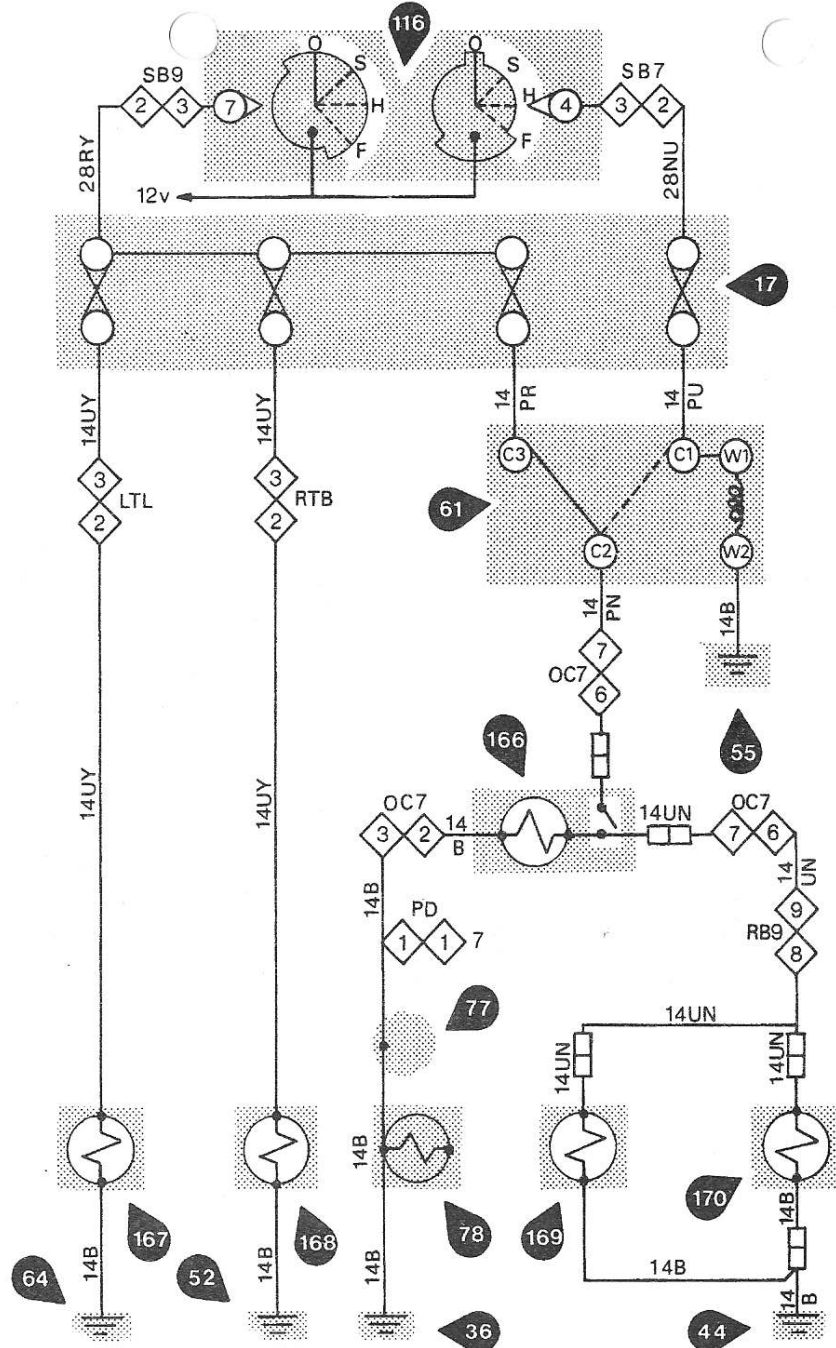 116
O
S
H
F
O
S
H
F
SB9
2 3
7
4
SB7
3 2
28RY
28NU
12v
17
14UY
14UY
14
PR
14
PU
3
2
LTL
3
2
RTB
C3
C1
W1
61
C2
W2
14
PN
14B
7
OC7
6
166
55
14UY
14UY
OC7
3 2
14
B
14UN
OC7
7 6
14B
14
UN
PD
1 1 7
9
RB9
8
77
14UN
14UN
14UN
14B
167
168
78
169
170
14B
64
14B
52
14B
14B
14B
14
B
36
44